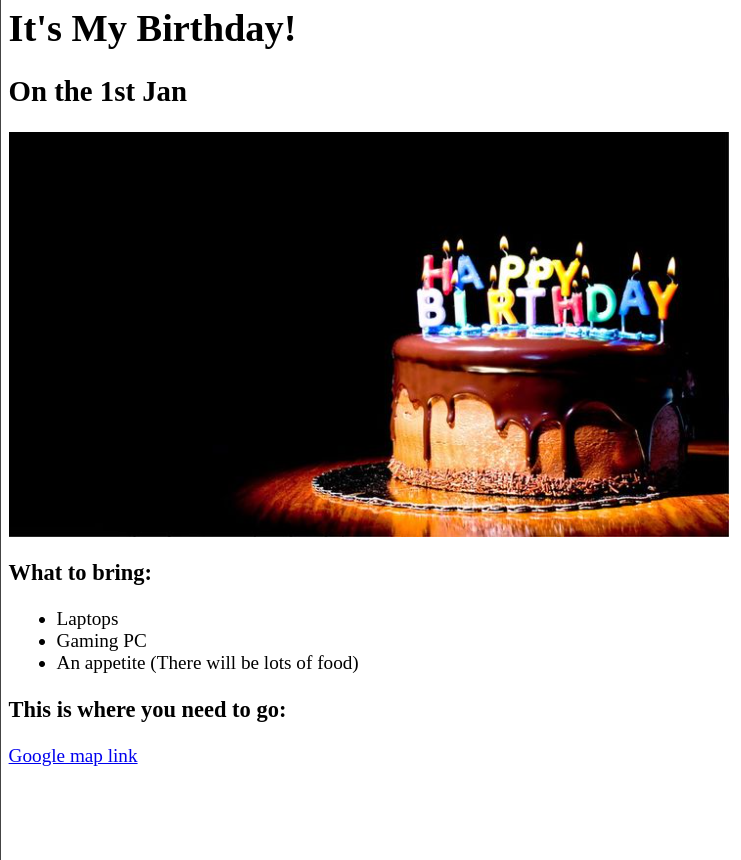 It's My Birthday!
On the 1st Jan
HAPPY
BIRTHDAY
What to bring:
Laptops
Gaming PC
An appetite (There will be lots of food)
This is where you need to go:
Google map link